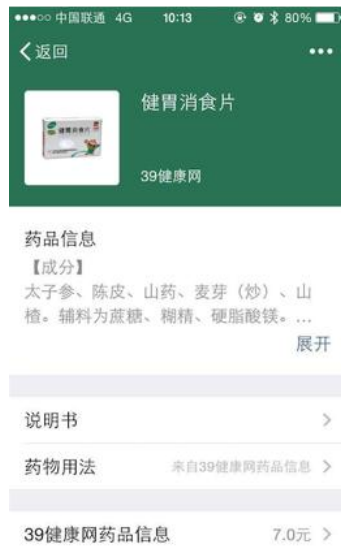 中国联通 4G 10:13 80%
返回
健胃消食片
39健康网
药品信息
【成分】
太子参、陈皮、山药、麦芽（炒）、山
楂。辅料为蔗糖、糊精、硬脂酸镁。...
展开
说明书
药物用法 来自39健康网药品信息
39健康网药品信息 7.0元